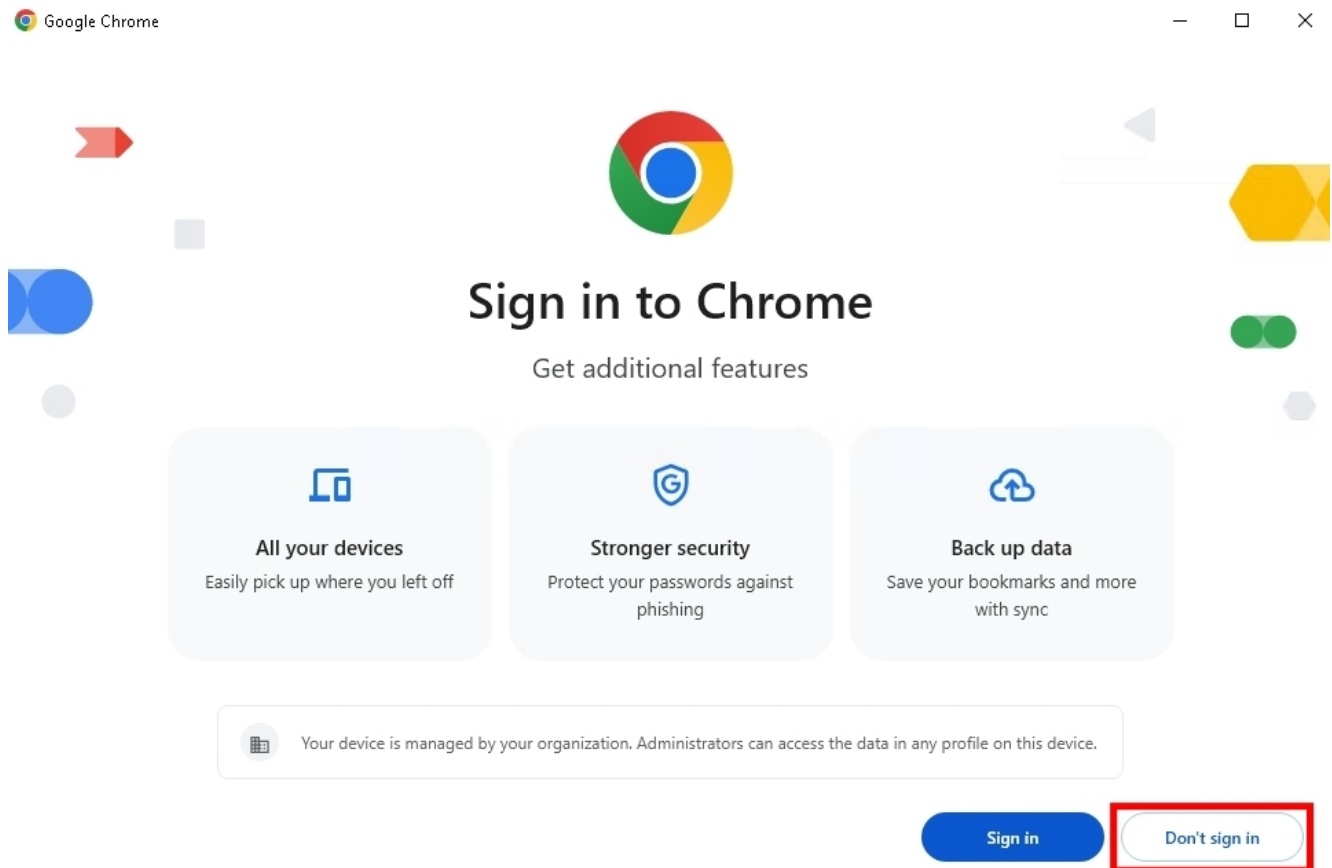 Google Chrome
Sign in to Chrome
Get additional features
All your devices
Easily pick up where you left off
Stronger security
Protect your passwords against
phishing
Back up data
Save your bookmarks and more
with sync
Your device is managed by your organization. Administrators can access the data in any profile on this device.
Sign in
Don't sign in